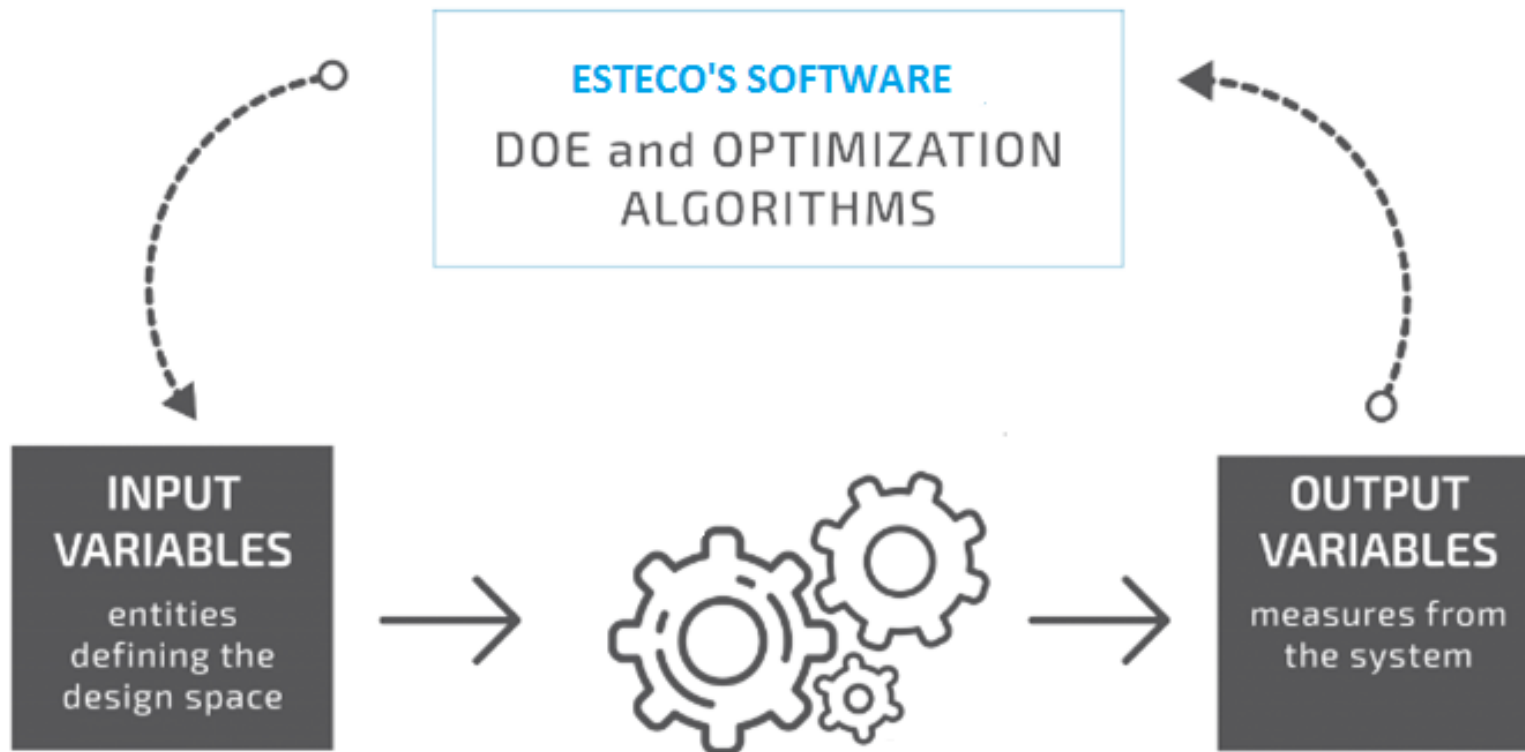 ESTECO'S SOFTWARE
DOE and OPTIMIZATION
ALGORITHMS
INPUT
VARIABLES
entities
defining the
design space
OUTPUT
VARIABLES
measures from
the system